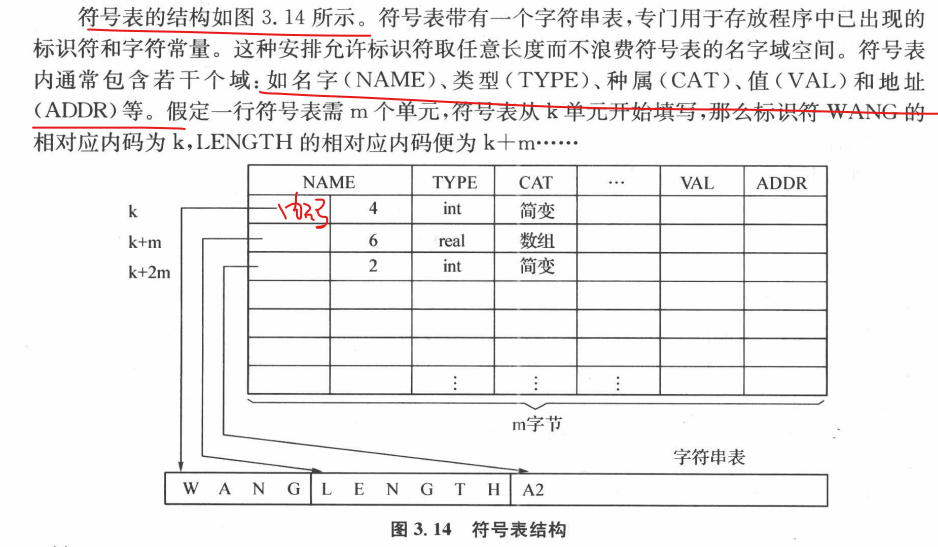 符号表的结构如图 3.14 所示。符号表带有一个字符串表,专门用于存放程序中已出现的
标识符和字符常量。这种安排允许标识符取任意长度而不浪费符号表的名字域空间。符号表
内通常包含若干个域:如名字(NAME)、类型(TYPE)、种属(CAT)、值(VAL)和地址
(ADDR)等。假定一行符号表需 m 个单元,符号表从 k 单元开始填写,那么标识符 WANG 的
相对应内码为 k,LENGTH 的相对应内码便为 k+m……
NAME TYPE CAT … VAL ADDR
k 内码 4 int 简变
k+m 6 real 数组
k+2m 2 int 简变
⋮ ⋮ ⋮
m字节
字符串表
W A N G L E N G T H A2
图 3.14 符号表结构